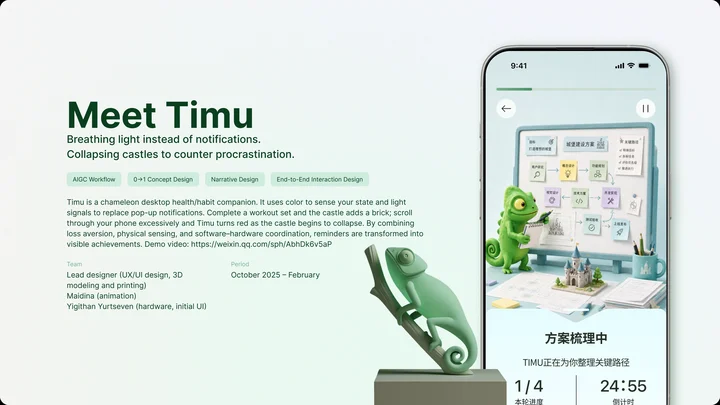 Meet Timu
Breathing light instead of notifications.
Collapsing castles to counter procrastination.
AIGC Workflow
0→1 Concept Design
Narrative Design
End-to-End Interaction Design
Timu is a chameleon desktop health/habit companion. It uses color to sense your state and light
signals to replace pop-up notifications. Complete a workout set and the castle adds a brick; scroll
through your phone excessively and Timu turns red as the castle begins to collapse. By combining
loss aversion, physical sensing, and software–hardware coordination, reminders are transformed into
visible achievements. Demo video: https://weixin.qq.com/sph/AbhDk6v5aP
Team
Lead designer (UX/UI design, 3D
modeling and printing)
Maidina (animation)
Yigithan Yurtseven (hardware, initial UI)
Period
October 2025 – February
9:41
城堡建设方案
方案梳理中
TIMU正在为你整理关键路径
1/4
本轮进度
24:55
倒计时